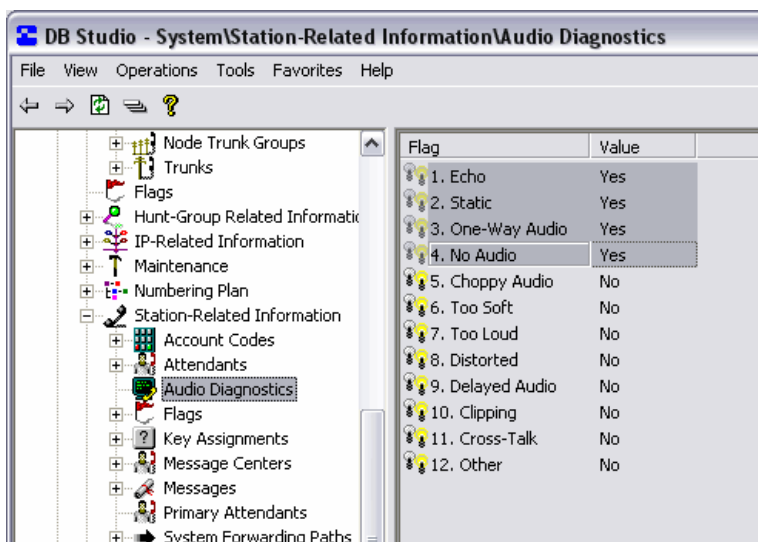 DB Studio - System\Station-Related Information\Audio Diagnostics
File View Operations Tools Favorites Help
Node Trunk Groups
Trunks
Flags
Hunt-Group Related Informatic
IP-Related Information
Maintenance
Numbering Plan
Station-Related Information
Account Codes
Attendants
Audio Diagnostics
Flags
Key Assignments
Message Centers
Messages
Primary Attendants
System Forwarding Paths
Flag Value
1. Echo Yes
2. Static Yes
3. One-Way Audio Yes
4. No Audio Yes
5. Choppy Audio No
6. Too Soft No
7. Too Loud No
8. Distorted No
9. Delayed Audio No
10. Clipping No
11. Cross-Talk No
12. Other No